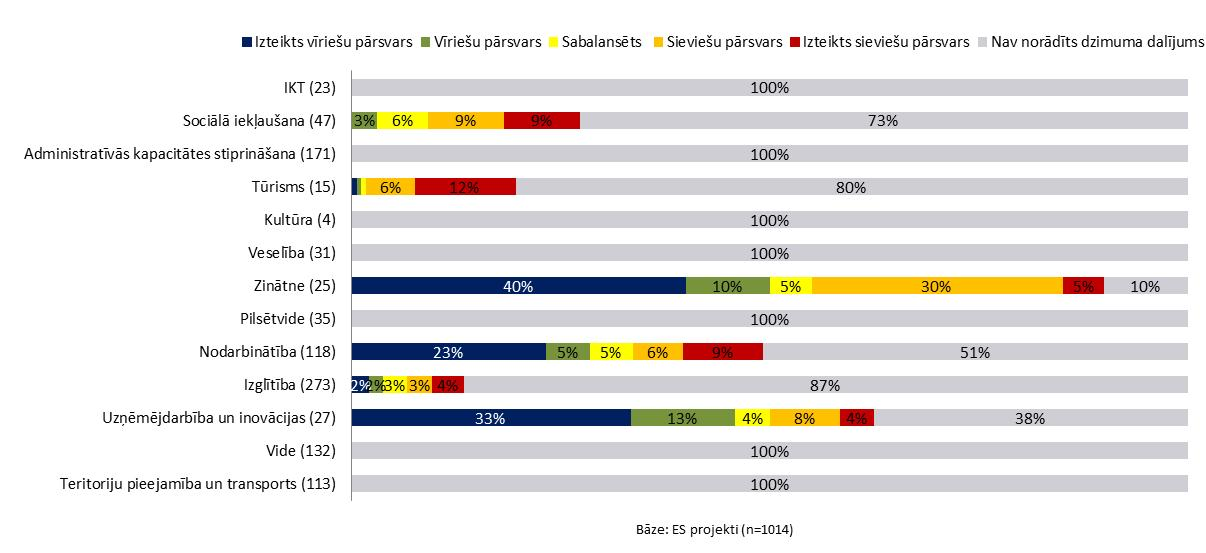 Izteikts vīriešu pārsvars Vīriešu pārsvars Sabalansēts Sieviešu pārsvars Izteikts sieviešu pārsvars Nav norādīts dzimuma dalījums
IKT (23) 100%
Sociālā iekļaušana (47) 3% 6% 9% 9% 73%
Administratīvās kapacitātes stiprināšana (171) 100%
Tūrisms (15) 6% 12% 80%
Kultūra (4) 100%
Veselība (31) 100%
Zinātne (25) 40% 10% 5% 30% 5% 10%
Pilsētvide (35) 100%
Nodarbinātība (118) 23% 5% 5% 6% 9% 51%
Izglītība (273) 2% 2% 3% 3% 4% 87%
Uzņēmējdarbība un inovācijas (27) 33% 13% 4% 8% 4% 38%
Vide (132) 100%
Teritoriju pieejamība un transports (113) 100%
Bāze: ES projekti (n=1014)